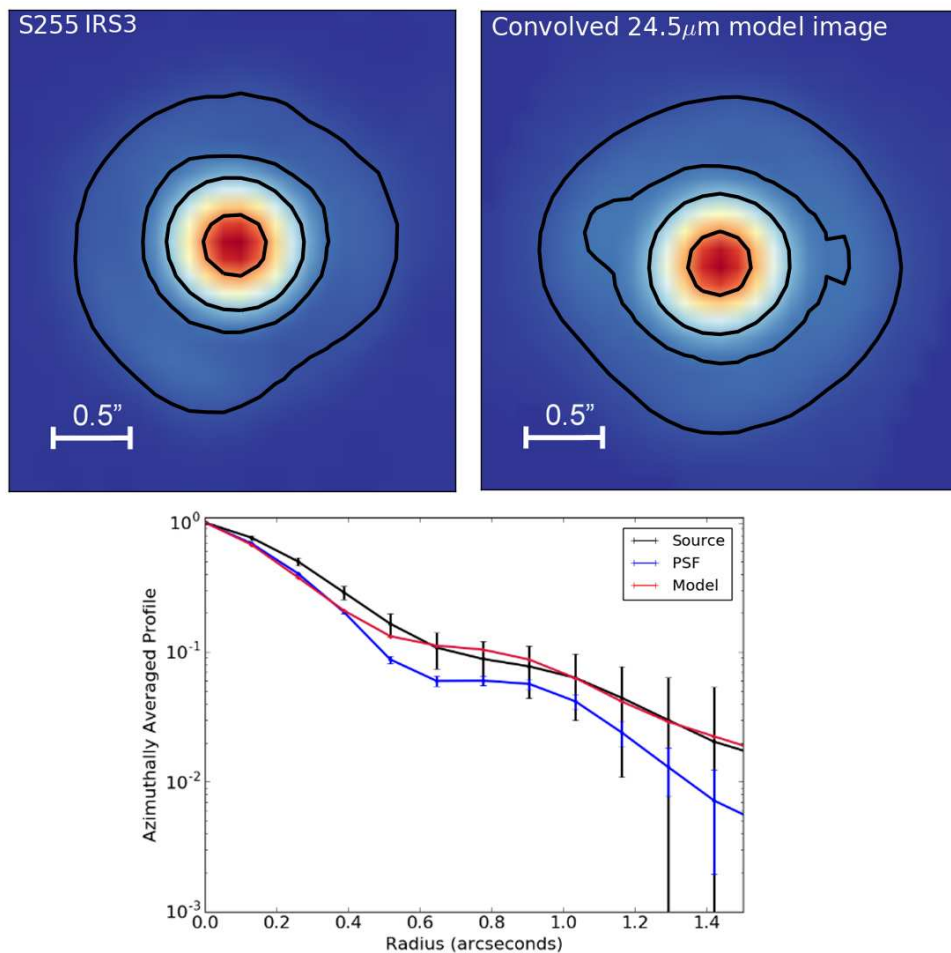 S255 IRS3
0.5”
Convolved 24.5μm model image
0.5”
10⁰
10⁻¹
10⁻²
10⁻³
Azimuthally Averaged Profile
Source
PSF
Model
0.0 0.2 0.4 0.6 0.8 1.0 1.2 1.4
Radius (arcseconds)